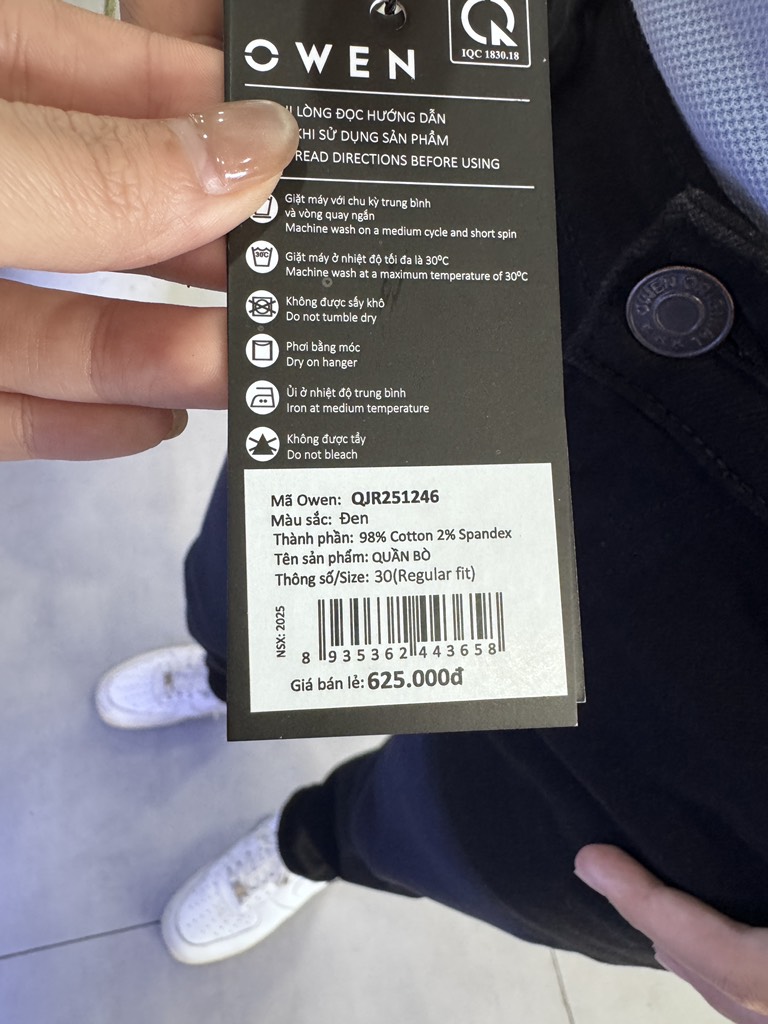 OWEN
IQC 1830.18
LÒNG ĐỌC HƯỚNG DẪN
KHI SỬ DỤNG SẢN PHẨM
READ DIRECTIONS BEFORE USING
Giặt máy với chu kỳ trung bình
và vòng quay ngắn
Machine wash on a medium cycle and short spin
30°C
Giặt máy ở nhiệt độ tối đa là 30°C
Machine wash at a maximum temperature of 30°C
Không được sấy khô
Do not tumble dry
Phơi bằng móc
Dry on hanger
Ủi ở nhiệt độ trung bình
Iron at medium temperature
Không được tẩy
Do not bleach
Mã Owen: QJR251246
Màu sắc: Đen
Thành phần: 98% Cotton 2% Spandex
Tên sản phẩm: QUẦN BÒ
Thông số/Size: 30(Regular fit)
NSX: 2025
8 935362 443658
Giá bán lẻ: 625.000đ
OWEN